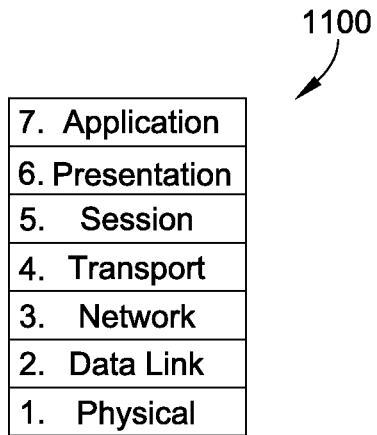 1100
7. Application
6. Presentation
5. Session
4. Transport
3. Network
2. Data Link
1. Physical